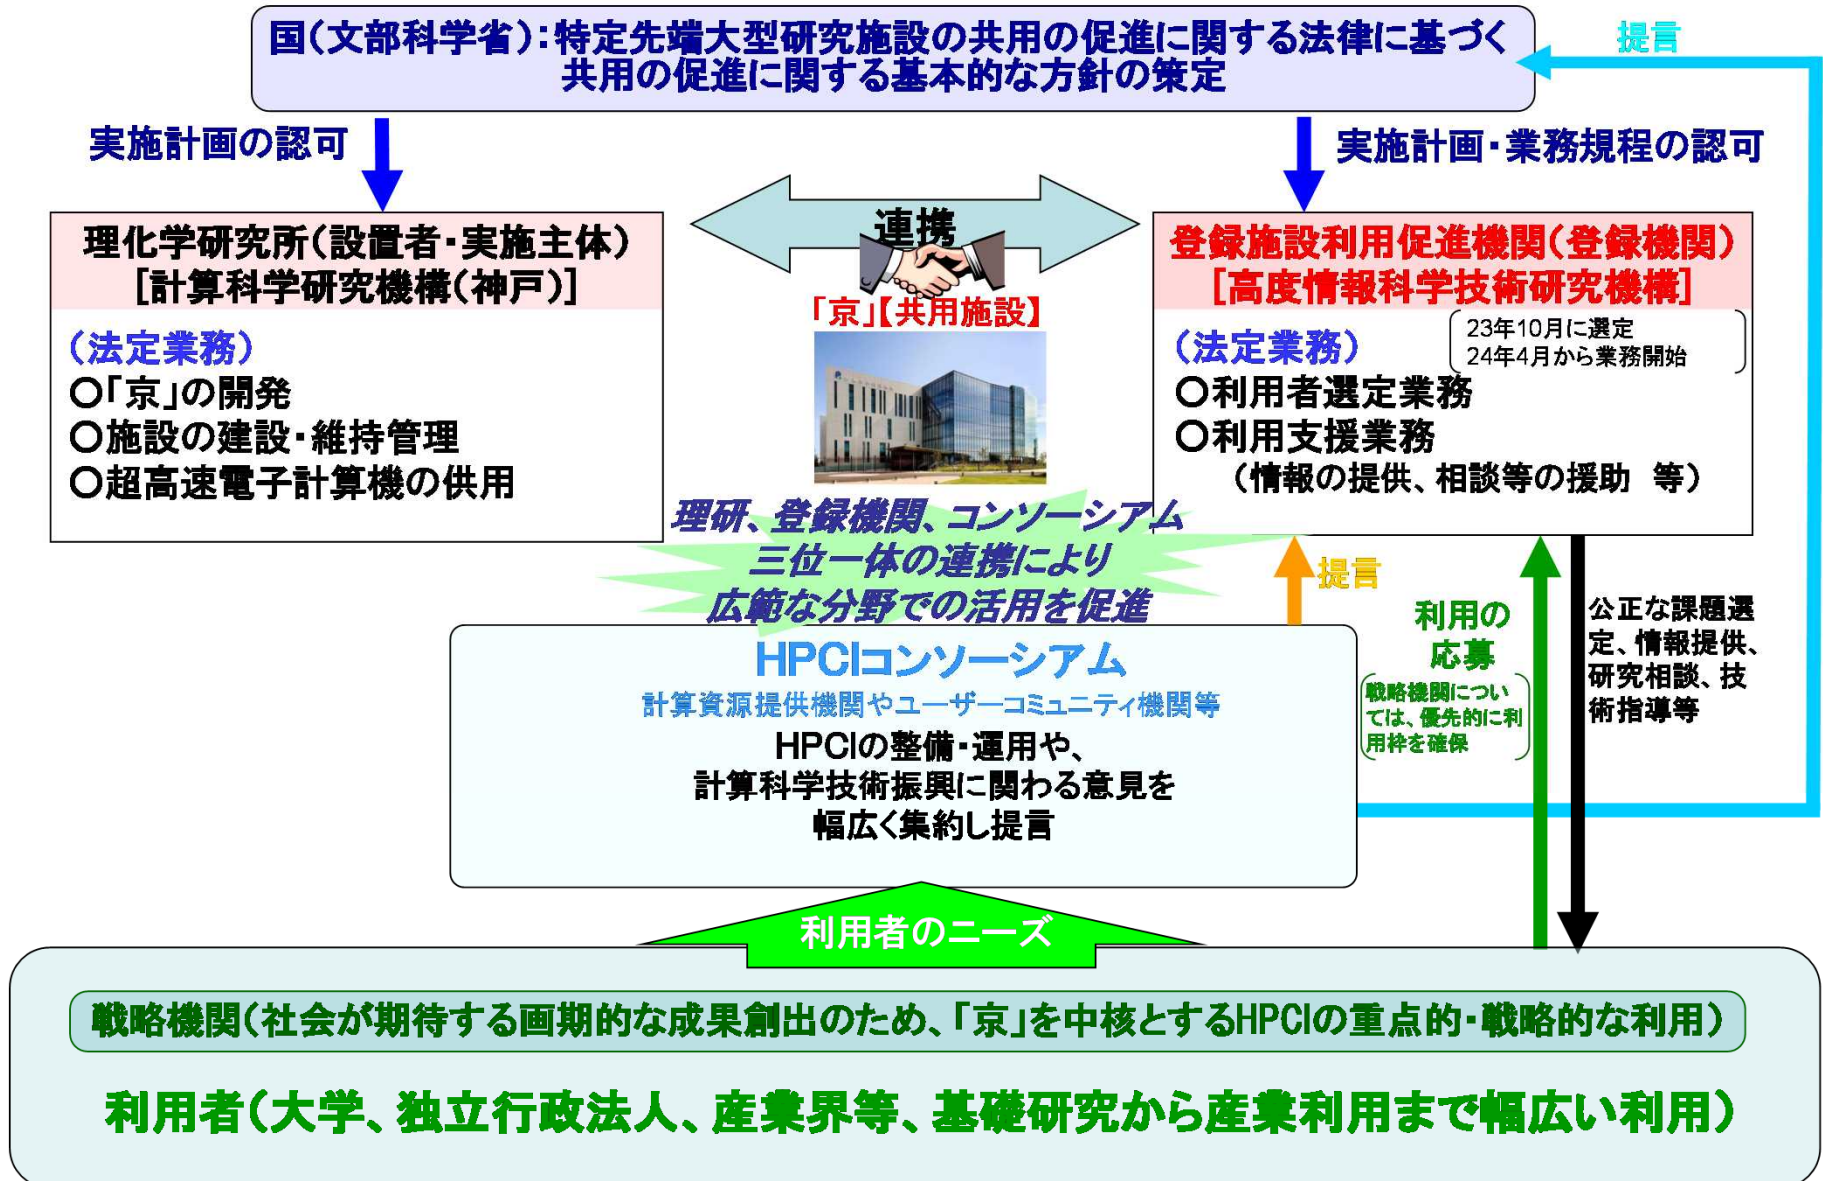 国(文部科学省):特定先端大型研究施設の共用の促進に関する法律に基づく
共用の促進に関する基本的な方針の策定
提言
実施計画の認可
実施計画・業務規程の認可
連携
理化学研究所(設置者・実施主体)
[計算科学研究機構(神戸)]
(法定業務)
○「京」の開発
○施設の建設・維持管理
○超高速電子計算機の供用
「京」【共用施設】
登録施設利用促進機関(登録機関)
[高度情報科学技術研究機構]
(法定業務)
23年10月に選定
24年4月から業務開始
○利用者選定業務
○利用支援業務
(情報の提供、相談等の援助 等)
理研、登録機関、コンソーシアム
三位一体の連携により
広範な分野での活用を促進
提言
利用の
応募
戦略機関につい
ては、優先的に利
用枠を確保
公正な課題選
定、情報提供、
研究相談、技
術指導等
HPCIコンソーシアム
計算資源提供機関やユーザーコミュニティ機関等
HPCIの整備・運用や、
計算科学技術振興に関わる意見を
幅広く集約し提言
利用者のニーズ
戦略機関(社会が期待する画期的な成果創出のため、「京」を中核とするHPCIの重点的・戦略的な利用)
利用者(大学、独立行政法人、産業界等、基礎研究から産業利用まで幅広い利用)